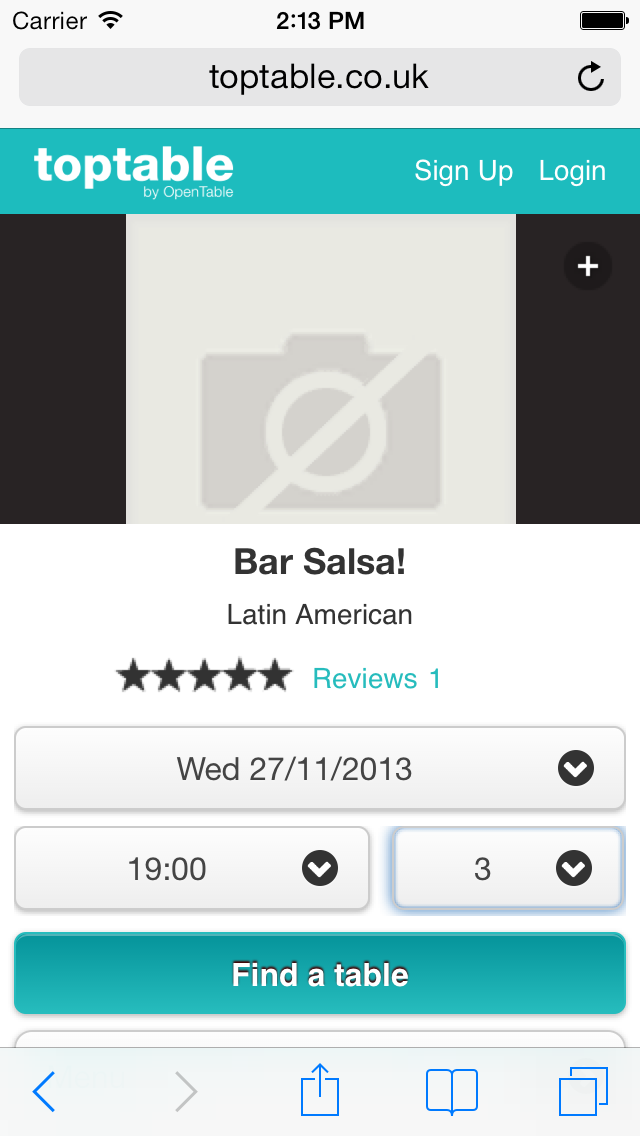 Carrier 2:13 PM
toptable.co.uk
toptable Sign Up Login
by OpenTable
Bar Salsa!
Latin American
Reviews 1
Wed 27/11/2013
19:00 3
Find a table